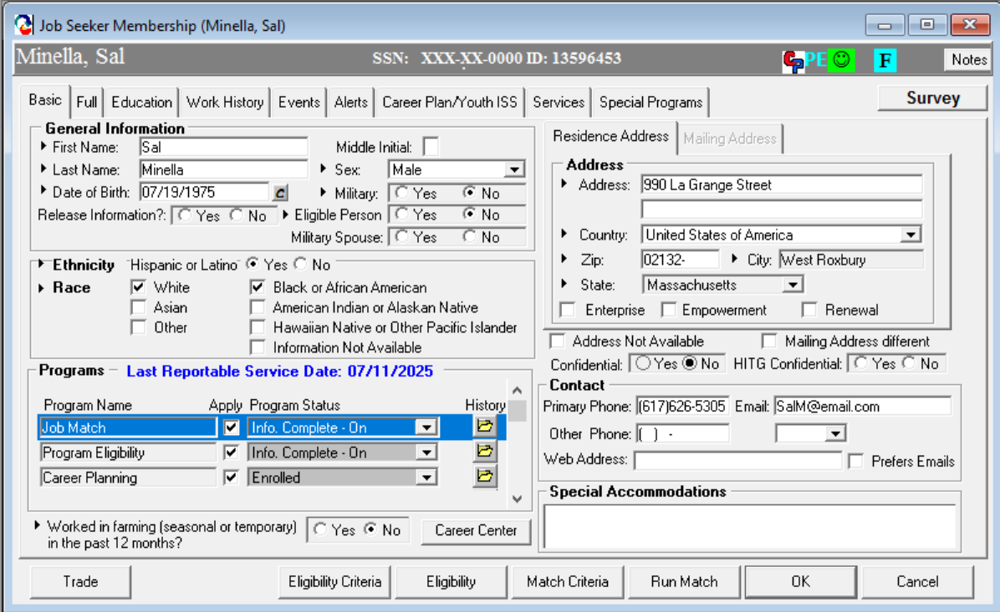 Job Seeker Membership (Minella, Sal)
Minella, Sal SSN: XXX-XX-0000 ID: 13596453 CP PE F Notes
Basic Full Education Work History Events Alerts Career Plan/Youth ISS Services Special Programs Survey
General Information
First Name: Sal Middle Initial:
Last Name: Minella Sex: Male
Date of Birth: 07/19/1975 C Military: Yes No
Release Information?: Yes No Eligible Person Yes No
Military Spouse: Yes No
Ethnicity Hispanic or Latino Yes No
Race White Black or African American
Asian American Indian or Alaskan Native
Other Hawaiian Native or Other Pacific Islander
Information Not Available
Programs Last Reportable Service Date: 07/11/2025
Program Name Apply Program Status History
Job Match Info. Complete - On
Program Eligibility Info. Complete - On
Career Planning Enrolled
Worked in farming (seasonal or temporary) Yes No Career Center
in the past 12 months?
Residence Address Mailing Address
Address
Address: 990 La Grange Street
Country: United States of America
Zip: 02132- City: West Roxbury
State: Massachusetts
Enterprise Empowerment Renewal
Address Not Available Mailing Address different
Confidential: Yes No HITG Confidential: Yes No
Contact
Primary Phone: (617)626-5305 Email: SalM@email.com
Other Phone: ( ) -
Web Address: Prefers Emails
Special Accommodations
Trade Eligibility Criteria Eligibility Match Criteria Run Match OK Cancel